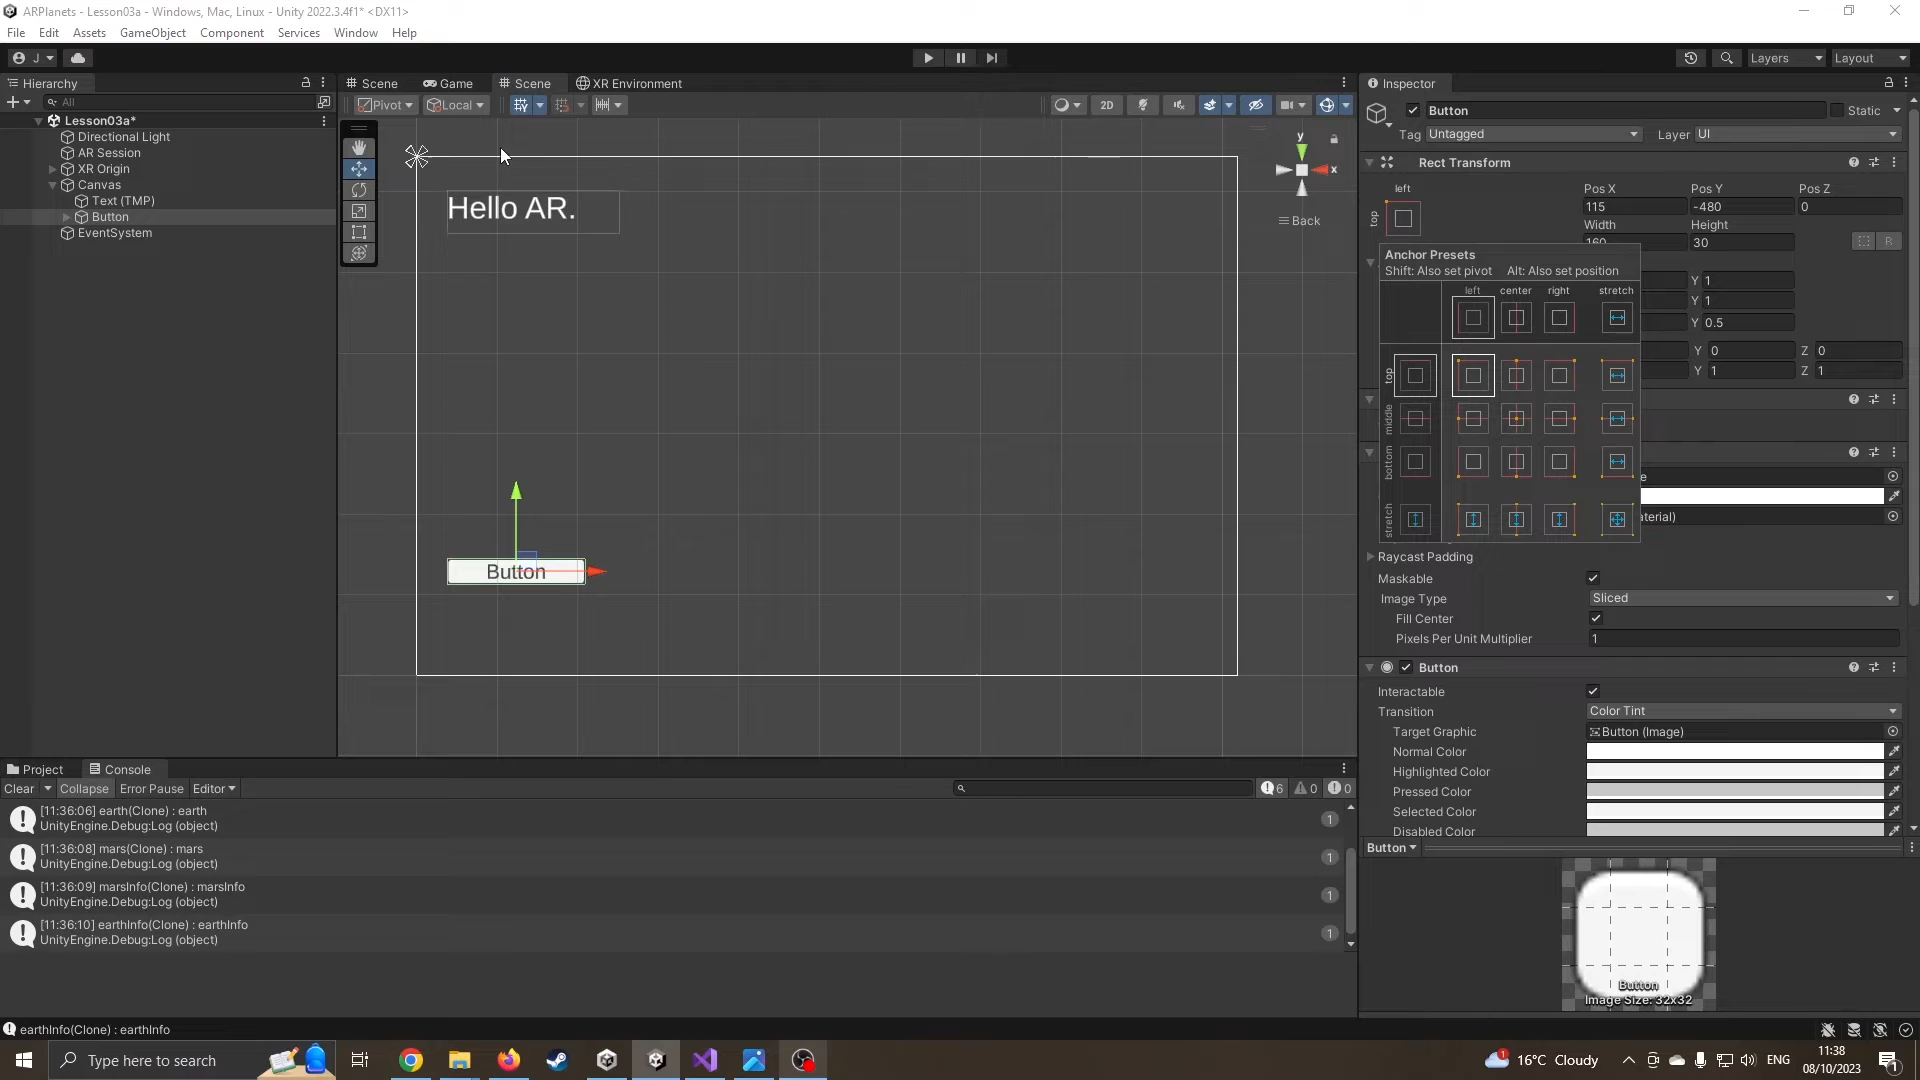 ARPlanets - Lesson03a - Windows, Mac, Linux - Unity 2022.3.4f1* <DX11>
File Edit Assets GameObject Component Services Window Help
J Layers Layout
Hierarchy Scene Game Scene XR Environment Inspector
All Pivot Local 2D Button Static
Lesson03a*
Directional Light
AR Session
XR Origin
Canvas
Text (TMP)
Button
EventSystem
Hello AR.
Button
y
x
Back
Tag Untagged Layer UI
Rect Transform
left Pos X Pos Y Pos Z
top 115 -480 0
Width Height
160 30 R
Anchor Presets
Shift: Also set pivot Alt: Also set position
left center right stretch
top
middle
bottom
stretch
Y 1
Y 1
Y 0.5
Y 0 Z 0
Y 1 Z 1
e
aterial)
Raycast Padding
Maskable
Image Type Sliced
Fill Center
Pixels Per Unit Multiplier 1
Button
Interactable
Transition Color Tint
Target Graphic Button (Image)
Normal Color
Highlighted Color
Pressed Color
Selected Color
Disabled Color
Button
Button
Image Size: 32x32
Project Console
Clear Collapse Error Pause Editor 6 0 0
[11:36:06] earth(Clone) : earth
UnityEngine.Debug:Log (object) 1
[11:36:08] mars(Clone) : mars
UnityEngine.Debug:Log (object) 1
[11:36:09] marsInfo(Clone) : marsInfo
UnityEngine.Debug:Log (object) 1
[11:36:10] earthInfo(Clone) : earthInfo
UnityEngine.Debug:Log (object) 1
earthInfo(Clone) : earthInfo
Type here to search 1 16°C Cloudy ENG 11:38
08/10/2023 1